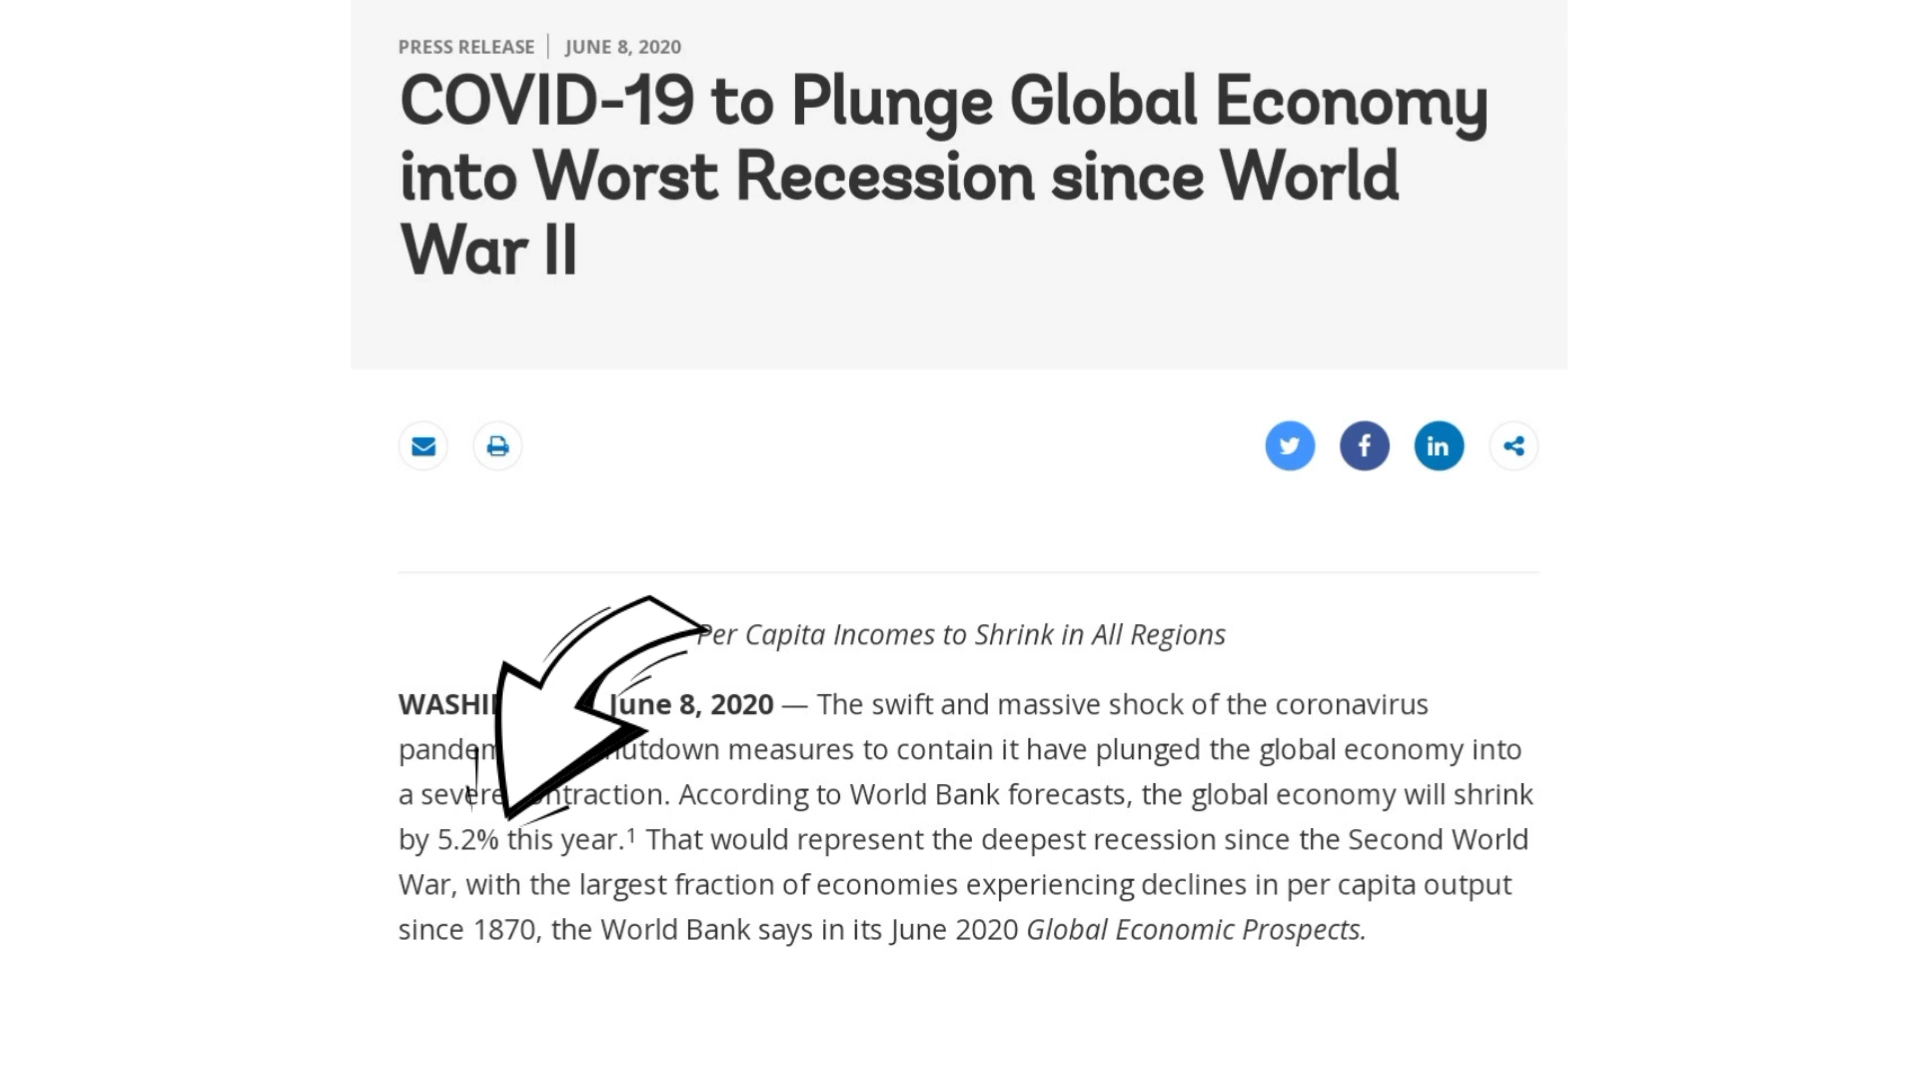 PRESS RELEASE | JUNE 8, 2020
COVID-19 to Plunge Global Economy
into Worst Recession since World
War II
Per Capita Incomes to Shrink in All Regions
June 8, 2020 — The swift and massive shock of the coronavirus
measures to contain it have plunged the global economy into
a severe According to World Bank forecasts, the global economy will shrink
by 5.2% this year.¹ That would represent the deepest recession since the Second World
War, with the largest fraction of economies experiencing declines in per capita output
since 1870, the World Bank says in its June 2020 Global Economic Prospects.